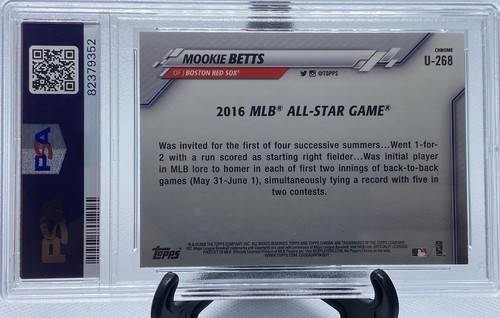 PSA
82379352
PSA
MOOKIE BETTS
CHROME
U-268
OF | BOSTON RED SOX®
@TOPPS
2016 MLB® ALL-STAR GAME®
Was invited for the first of four successive summers...Went 1-for-
2 with a run scored as starting right fielder...Was initial player
in MLB lore to homer in each of first two innings of back-to-back
games (May 31-June 1), simultaneously tying a record with five in
two contests.
Topps